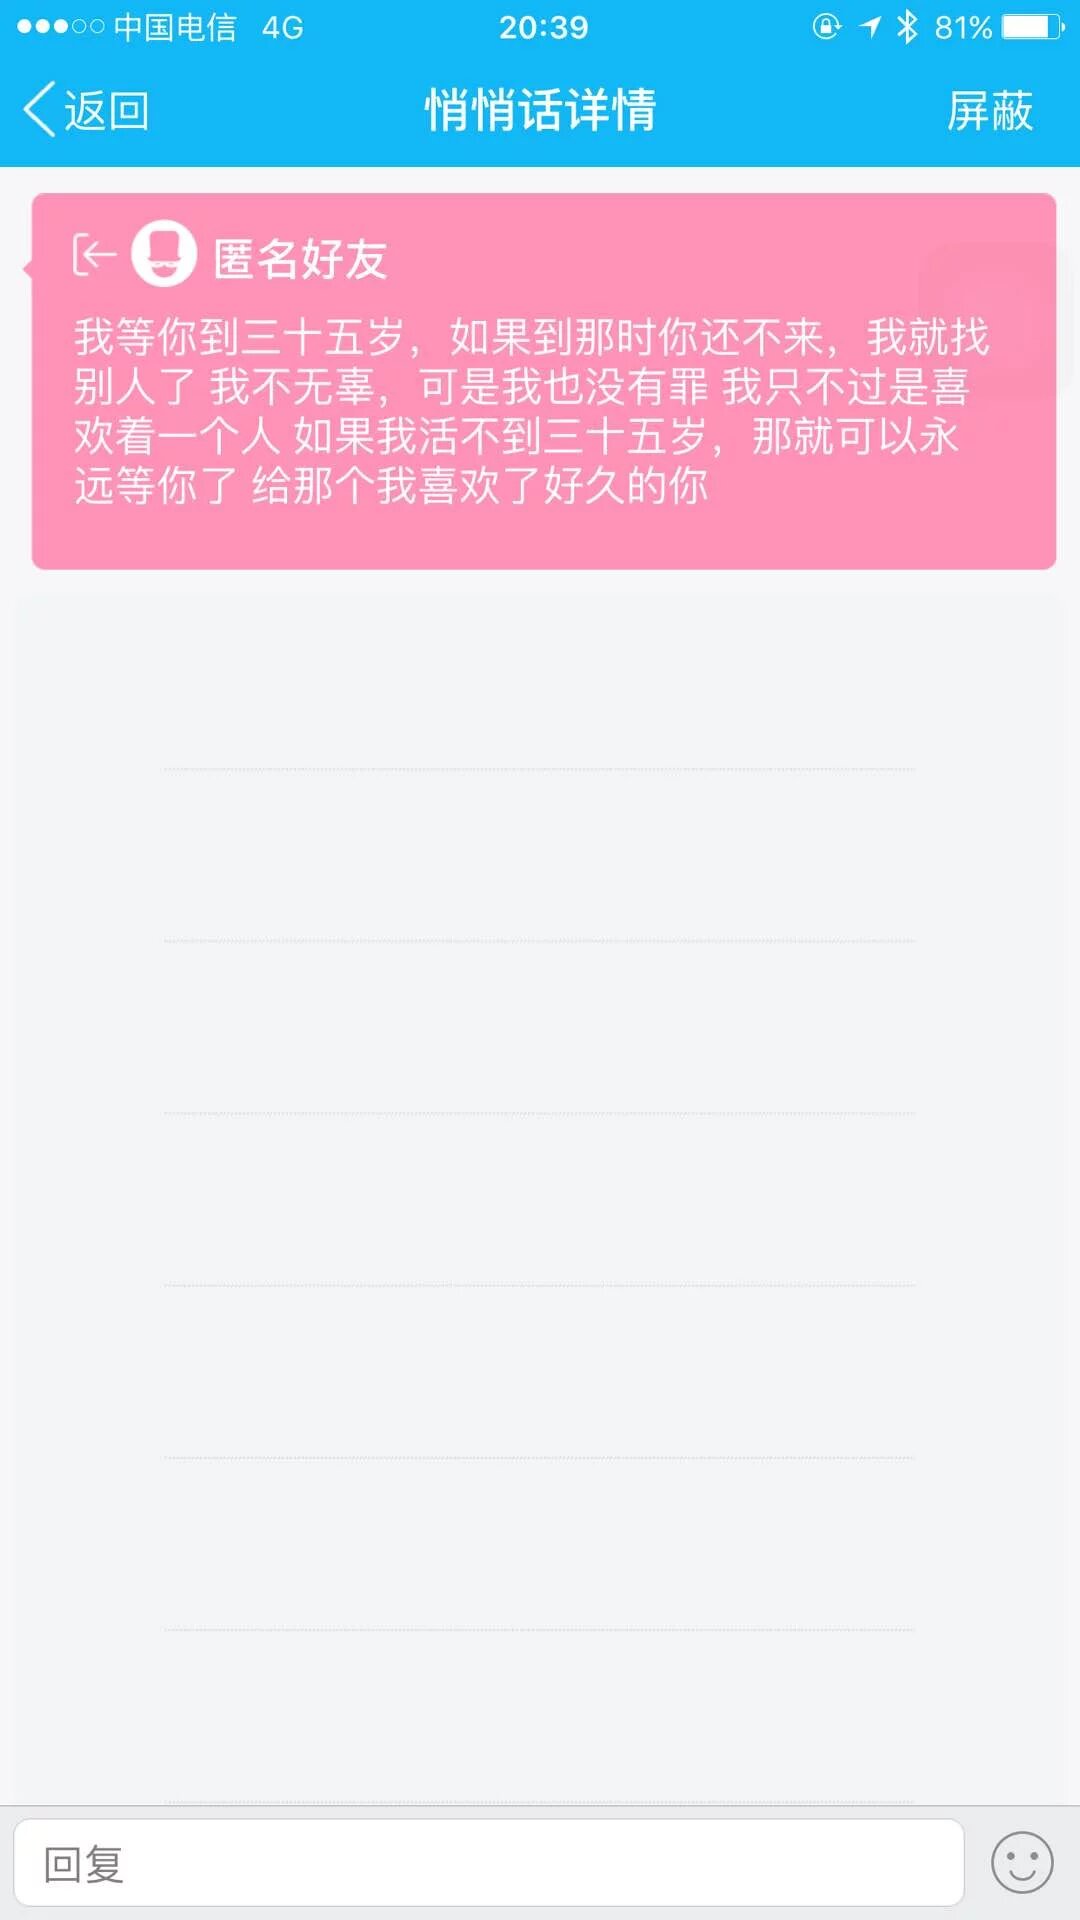 中国电信 4G 20:39 81%
返回 悄悄话详情 屏蔽
匿名好友
我等你到三十五岁，如果到那时你还不来，我就找
别人了 我不无辜，可是我也没有罪 我只不过是喜
欢着一个人 如果我活不到三十五岁，那就可以永
远等你了 给那个我喜欢了好久的你
回复